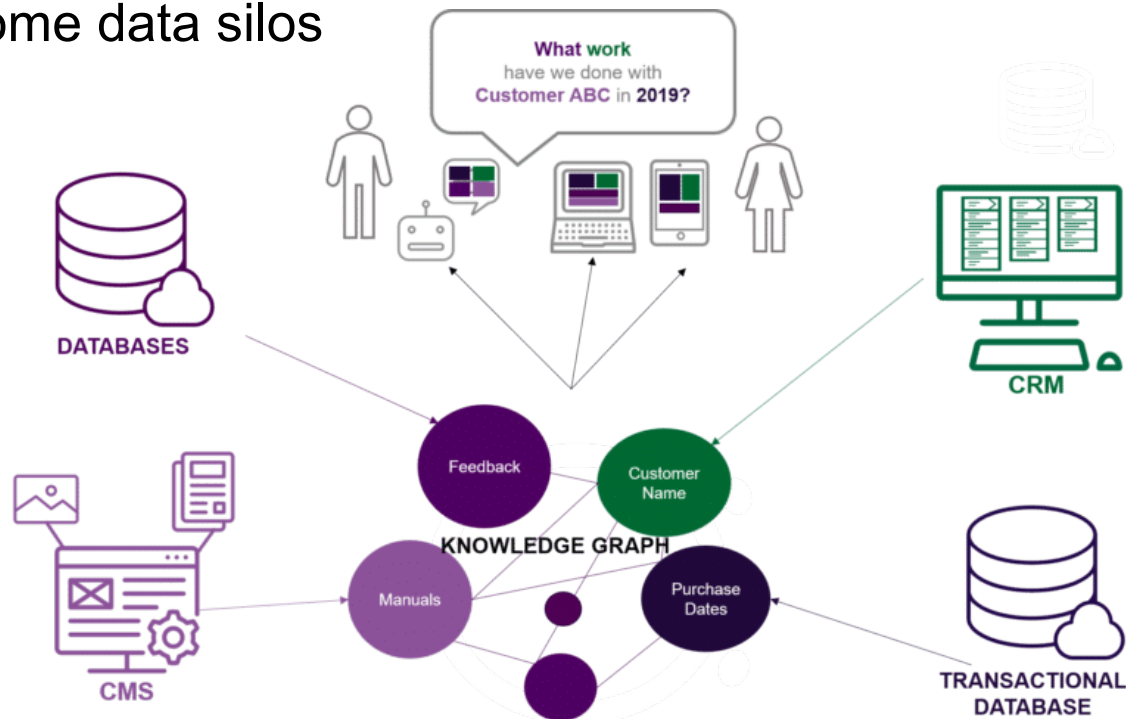 ome data silos
What work
have we done with
Customer ABC in 2019?
DATABASES
CRM
Feedback
Customer
Name
KNOWLEDGE GRAPH
Manuals
Purchase
Dates
CMS
TRANSACTIONAL
DATABASE